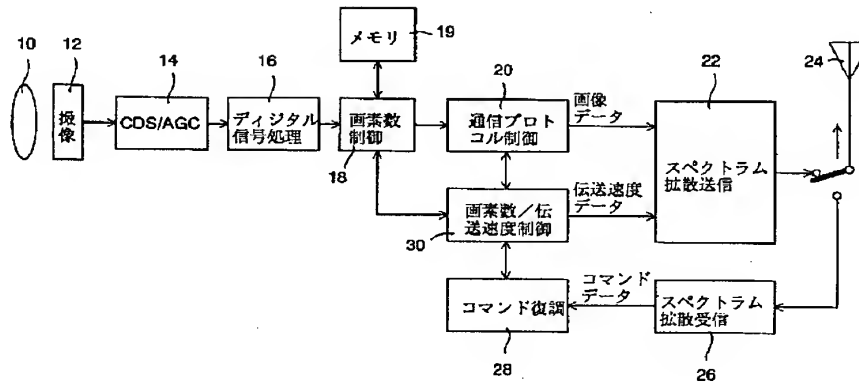 メモリ
19
10
12
14
16
20
22
24
撮像
CDS/AGC
ディジタル
信号処理
画素数
制御
18
通信プロト
コル制御
画像
データ
スペクトラム
拡散送信
画素数/伝
送速度制御
30
伝送速度
データ
コマンド復調
28
コマンド
データ
スペクトラム
拡散受信
26